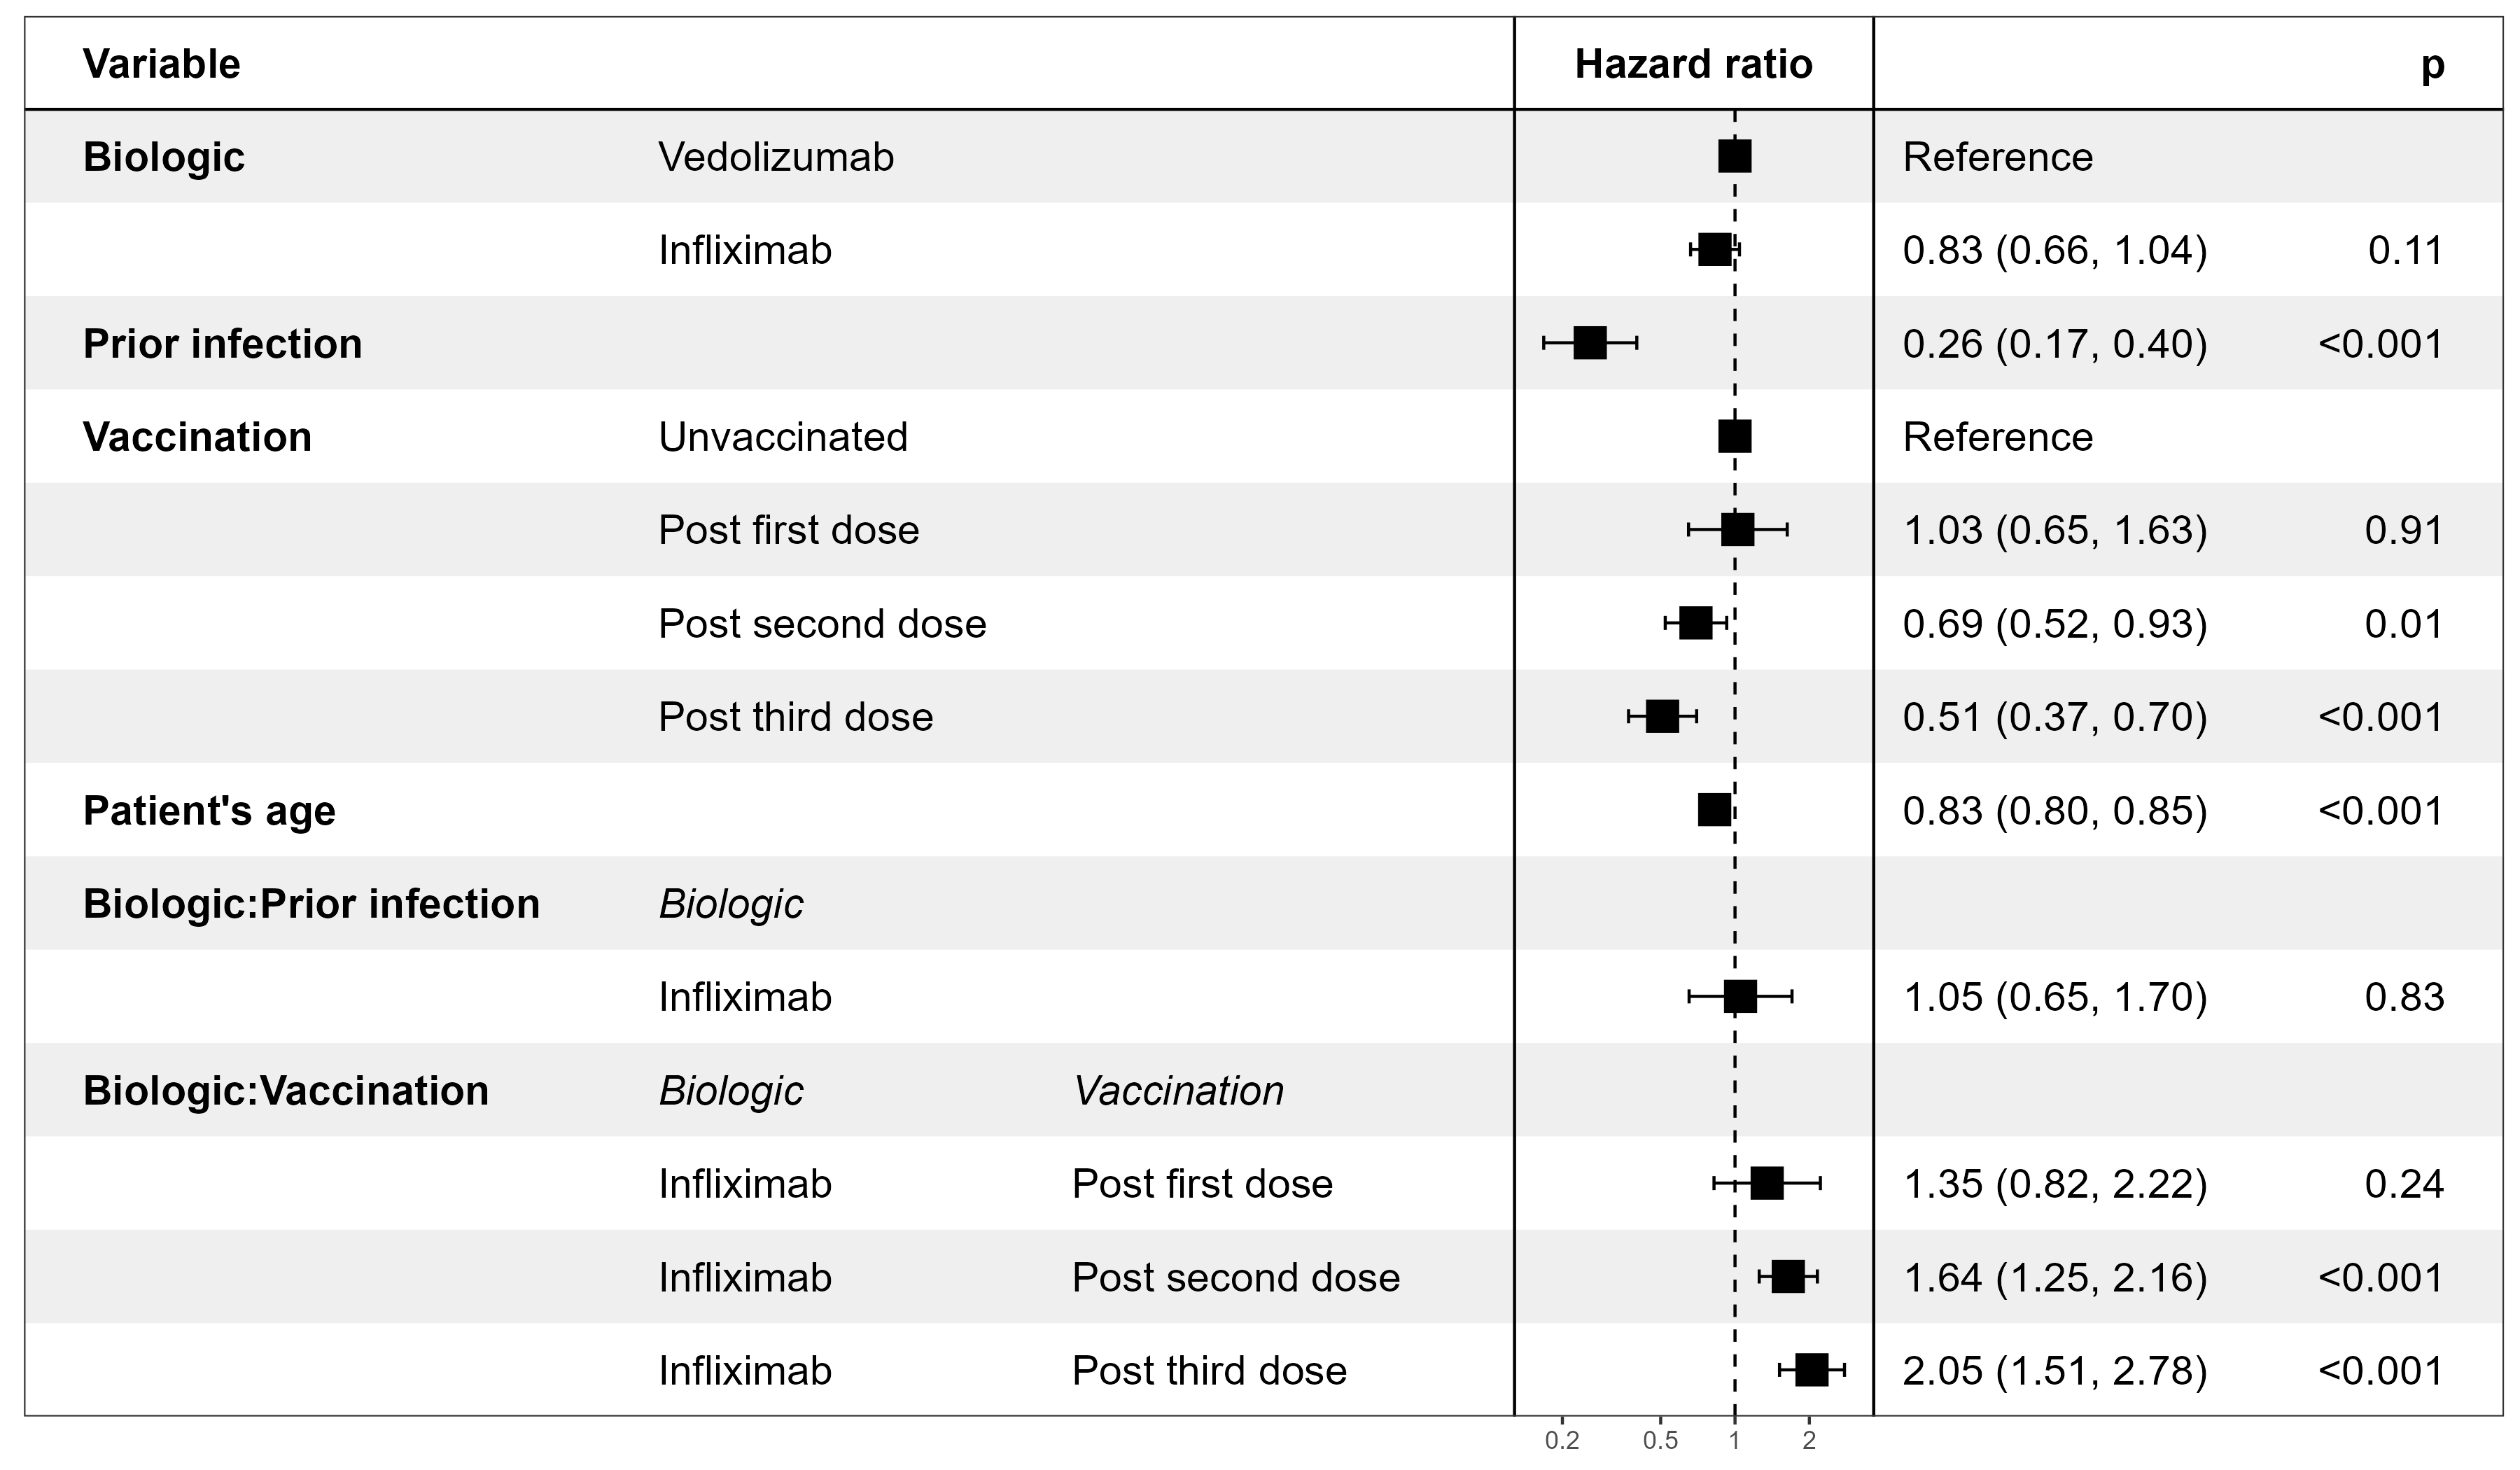 Variable Hazard ratio p
Biologic Vedolizumab Reference
Infliximab 0.83 (0.66, 1.04) 0.11
Prior infection 0.26 (0.17, 0.40) <0.001
Vaccination Unvaccinated Reference
Post first dose 1.03 (0.65, 1.63) 0.91
Post second dose 0.69 (0.52, 0.93) 0.01
Post third dose 0.51 (0.37, 0.70) <0.001
Patient's age 0.83 (0.80, 0.85) <0.001
Biologic:Prior infection Biologic
Infliximab 1.05 (0.65, 1.70) 0.83
Biologic:Vaccination Biologic Vaccination
Infliximab Post first dose 1.35 (0.82, 2.22) 0.24
Infliximab Post second dose 1.64 (1.25, 2.16) <0.001
Infliximab Post third dose 2.05 (1.51, 2.78) <0.001
0.2 0.5 1 2